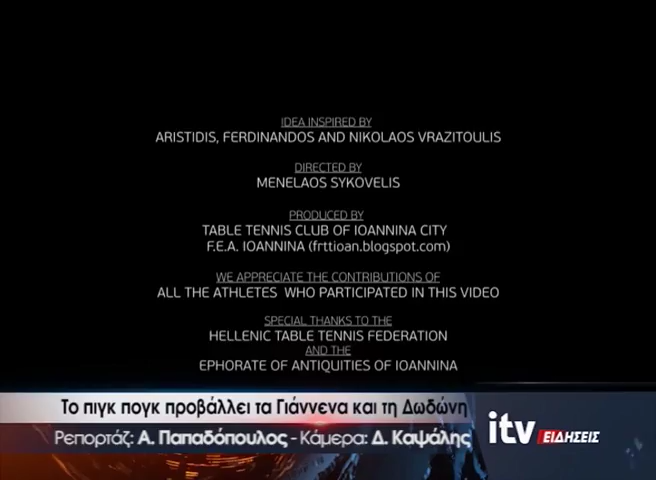 IDEA INSPIRED BY
ARISTIDIS, FERDINANDOS AND NIKOLAOS VRAZITOULIS
DIRECTED BY
MENELAOS SYKOVELIS
PRODUCED BY
TABLE TENNIS CLUB OF IOANNINA CITY
F.E.A. IOANNINA (frttioan.blogspot.com)
WE APPRECIATE THE CONTRIBUTIONS OF
ALL THE ATHLETES WHO PARTICIPATED IN THIS VIDEO
SPECIAL THANKS TO THE
HELLENIC TABLE TENNIS FEDERATION
AND THE
EPHORATE OF ANTIQUITIES OF IOANNINA
Το πιγκ πογκ προβάλλει τα Γιάννενα και τη Δωδώνη
Ρεπορτάζ: Α. Παπαδόπουλος - Κάμερα: Δ. Καψάλης
itv ΕΙΔΗΣΕΙΣ